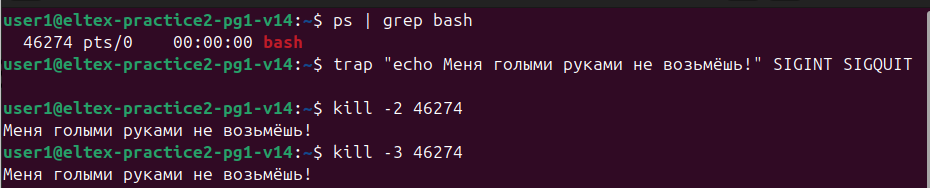 user1@eltex-practice2-pg1-v14:~$ ps | grep bash
  46274 pts/0    00:00:00 bash
user1@eltex-practice2-pg1-v14:~$ trap "echo Меня голыми руками не возьмёшь!" SIGINT SIGQUIT
user1@eltex-practice2-pg1-v14:~$ kill -2 46274
Меня голыми руками не возьмёшь!
user1@eltex-practice2-pg1-v14:~$ kill -3 46274
Меня голыми руками не возьмёшь!